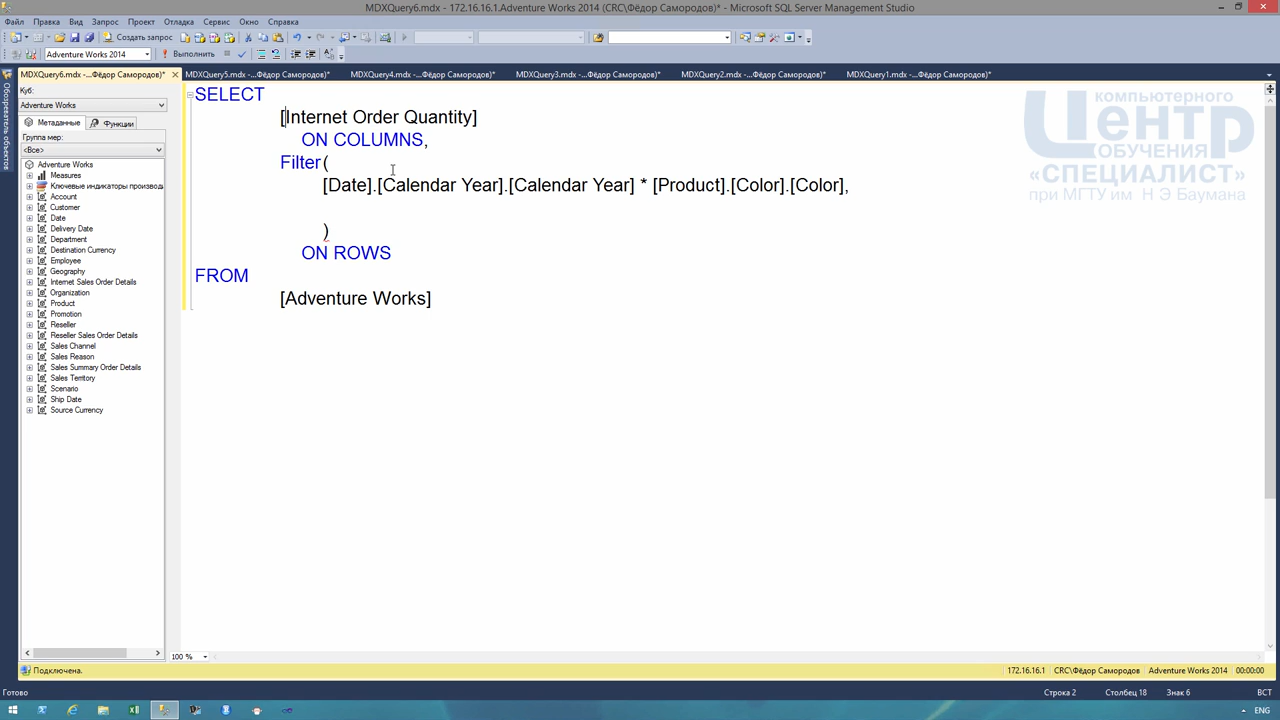 MDXQuery6.mdx - 172.16.16.1.Adventure Works 2014 (CRC\Фёдор Самородов)* - Microsoft SQL Server Management Studio
Файл Правка Вид Запрос Проект Отладка Сервис Окно Справка
Создать запрос
Adventure Works 2014 Выполнить
MDXQuery6.mdx -...Фёдор Самородов)* MDXQuery5.mdx -...Фёдор Самородов)* MDXQuery4.mdx -...Фёдор Самородов)* MDXQuery3.mdx -...Фёдор Самородов)* MDXQuery2.mdx -...Фёдор Самородов)* MDXQuery1.mdx -...Фёдор Самородов)*
Обозреватель объектов
Куб:
Adventure Works
Метаданные Функции
Группа мер:
<Все>
Adventure Works
Measures
Ключевые индикаторы производи
Account
Customer
Date
Delivery Date
Department
Destination Currency
Employee
Geography
Internet Sales Order Details
Organization
Product
Promotion
Reseller
Reseller Sales Order Details
Sales Channel
Sales Reason
Sales Summary Order Details
Sales Territory
Scenario
Ship Date
Source Currency
SELECT
[Internet Order Quantity]
ON COLUMNS,
Filter(
[Date].[Calendar Year].[Calendar Year] * [Product].[Color].[Color],
)
ON ROWS
FROM
[Adventure Works]
компьютерного
Центр
ОБУЧЕНИЯ
«СПЕЦИАЛИСТ»
при МГТУ им Н Э Баумана
100 %
Подключена. 172.16.16.1 CRC\Фёдор Самородов Adventure Works 2014 00:00:00
Готово Строка 2 Столбец 18 Знак 6 ВСТ
ENG